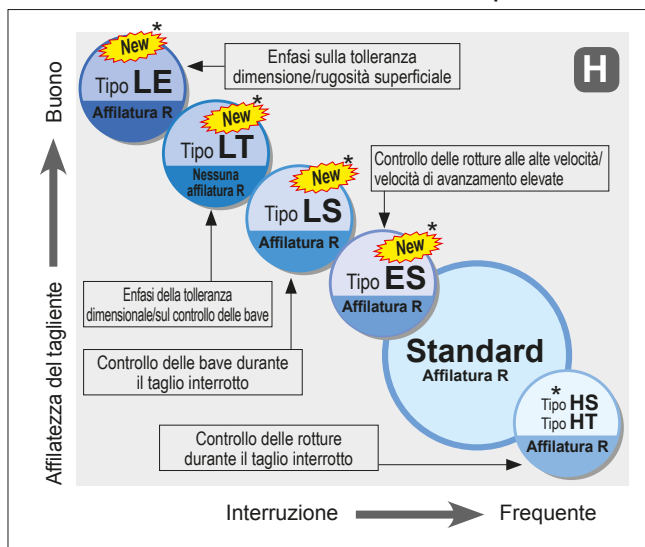 New *
Tipo LE
Affilatura R
Enfasi sulla tolleranza
dimensione/rugosità superficiale
H
New *
Tipo LT
Nessuna
affilatura R
New *
Tipo LS
Affilatura R
Controllo delle rotture alle alte velocità/
velocità di avanzamento elevate
New *
Tipo ES
Affilatura R
Enfasi della tolleranza
dimensionale/sul controllo delle bave
Controllo delle bave durante
il taglio interrotto
Standard
Affilatura R
*
Tipo HS
Tipo HT
Affilatura R
Controllo delle rotture
durante il taglio interrotto
Buono
Affilatezza del tagliente
Interruzione
Frequente